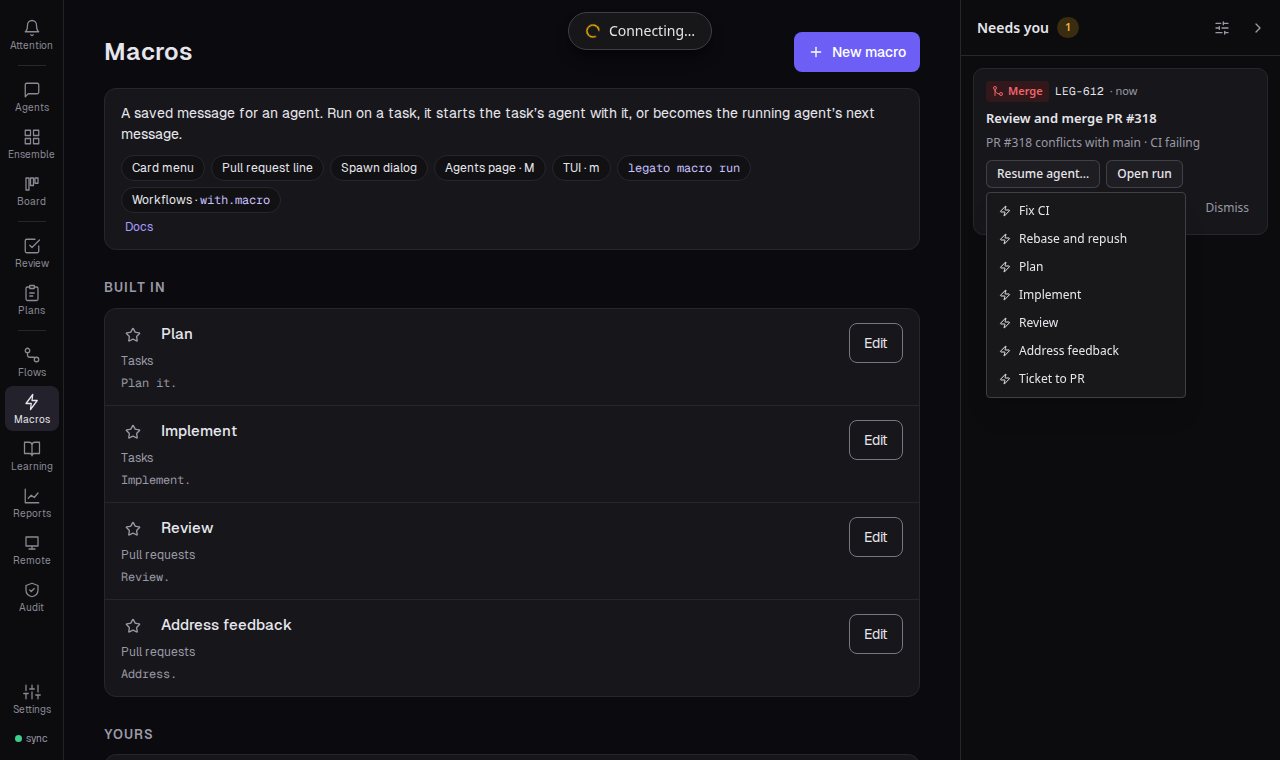 Attention
Agents
Ensemble
Board
Review
Plans
Flows
Macros
Learning
Reports
Remote
Audit
Settings
sync
Macros
Connecting...
New macro
A saved message for an agent. Run on a task, it starts the task's agent with it, or becomes the running agent's next
message.
Card menu
Pull request line
Spawn dialog
Agents page · M
TUI · m
legato macro run
Workflows · with.macro
Docs
BUILT IN
Plan
Tasks
Plan it.
Edit
Implement
Tasks
Implement.
Edit
Review
Pull requests
Review.
Edit
Address feedback
Pull requests
Address.
Edit
YOURS
Needs you 1
Merge LEG-612 · now
Review and merge PR #318
PR #318 conflicts with main · CI failing
Resume agent... Open run
Dismiss
Fix CI
Rebase and repush
Plan
Implement
Review
Address feedback
Ticket to PR